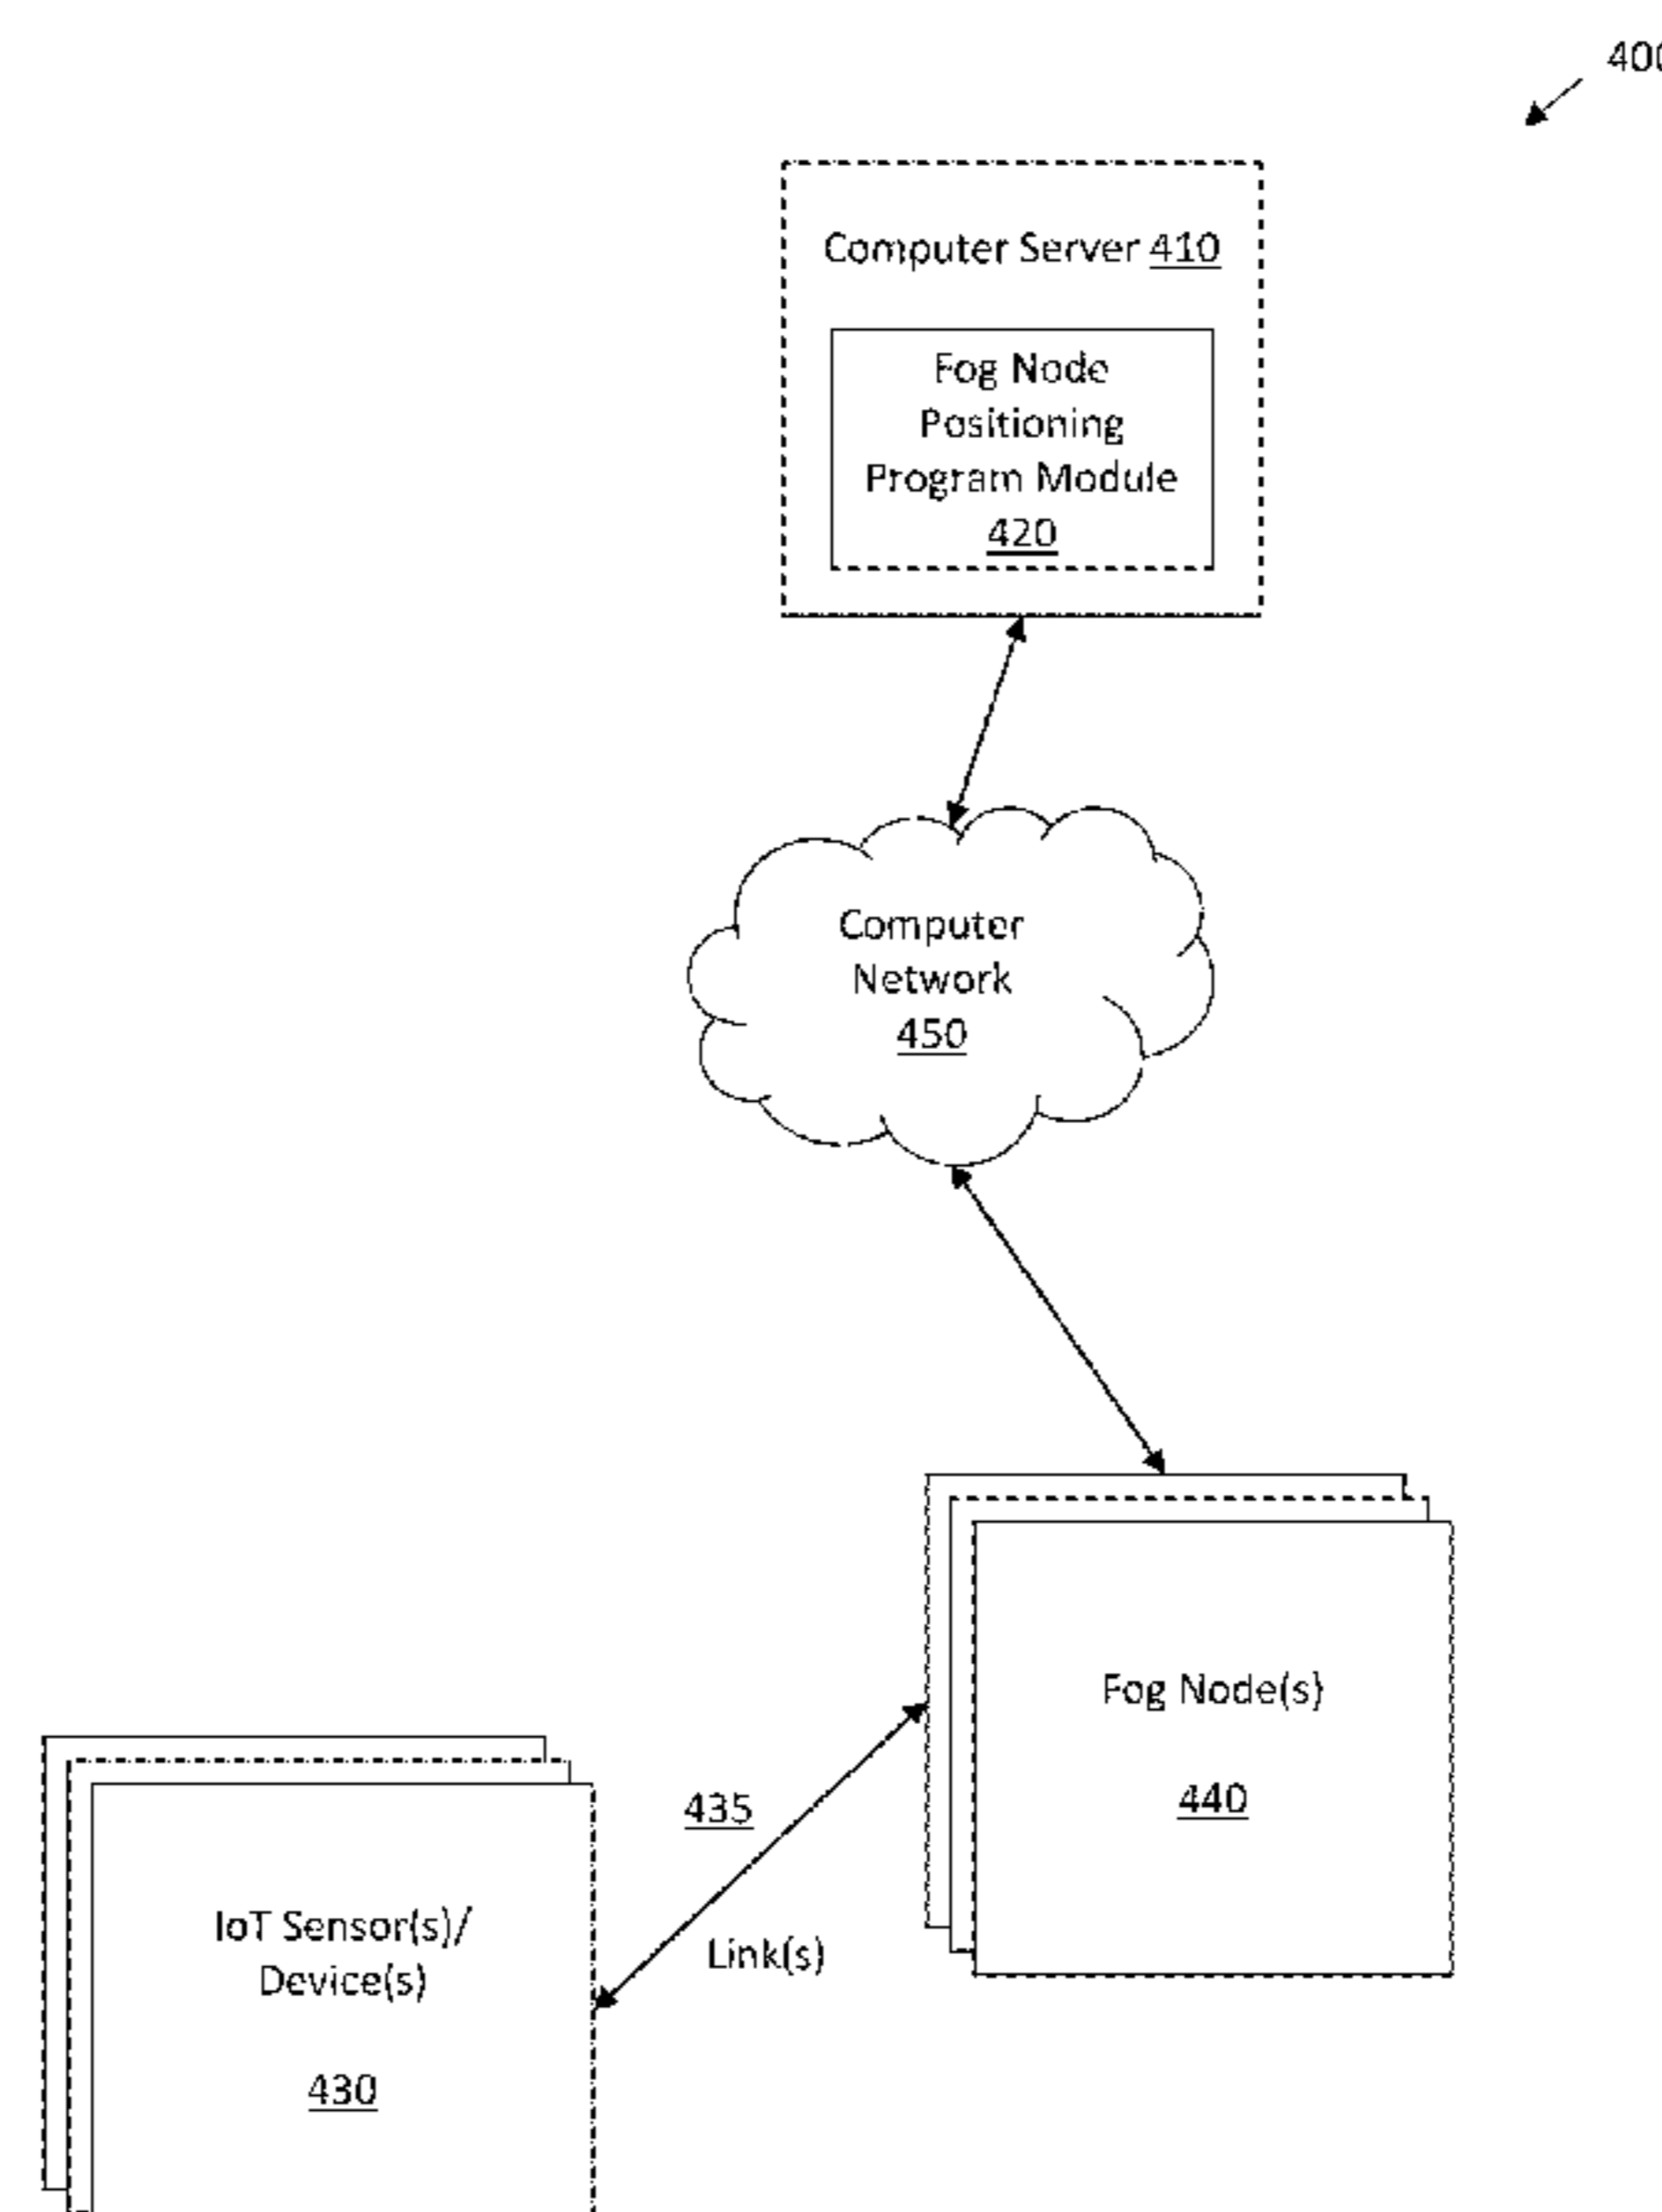 400
Computer Server 410
Fog Node
Positioning
Program Module
420
Computer
Network
450
Fog Node(s)
440
435
Link(s)
IoT Sensor(s)/
Device(s)
430